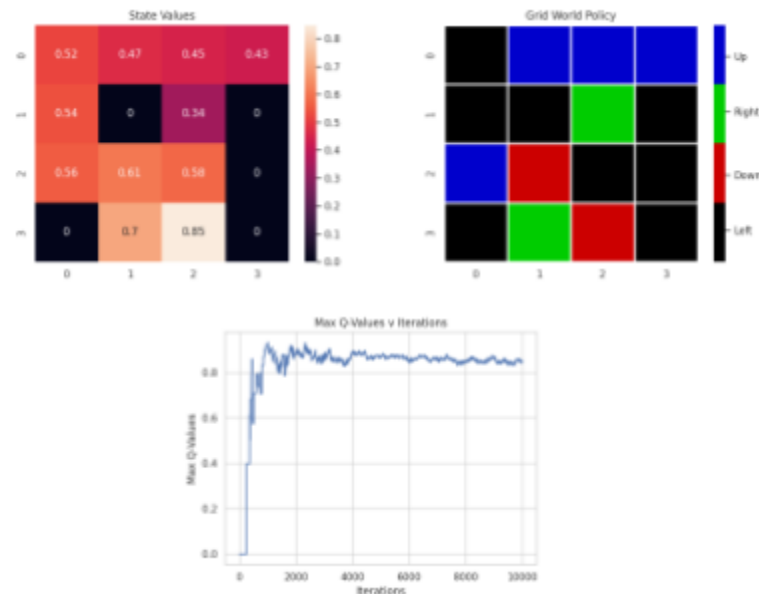 State Values
0 0.52 0.47 0.45 0.43
1 0.54 0 0.34 0
2 0.56 0.61 0.58 0
3 0 0.7 0.85 0
0 1 2 3
0.8
0.7
0.6
0.5
0.4
0.3
0.2
0.1
0.0
Grid World Policy
0
1
2
3
0 1 2 3
Up
Right
Down
Left
Max Q-Values v Iterations
Max Q-Values
0.8
0.6
0.4
0.2
0.0
0 2000 4000 6000 8000 10000
Iterations